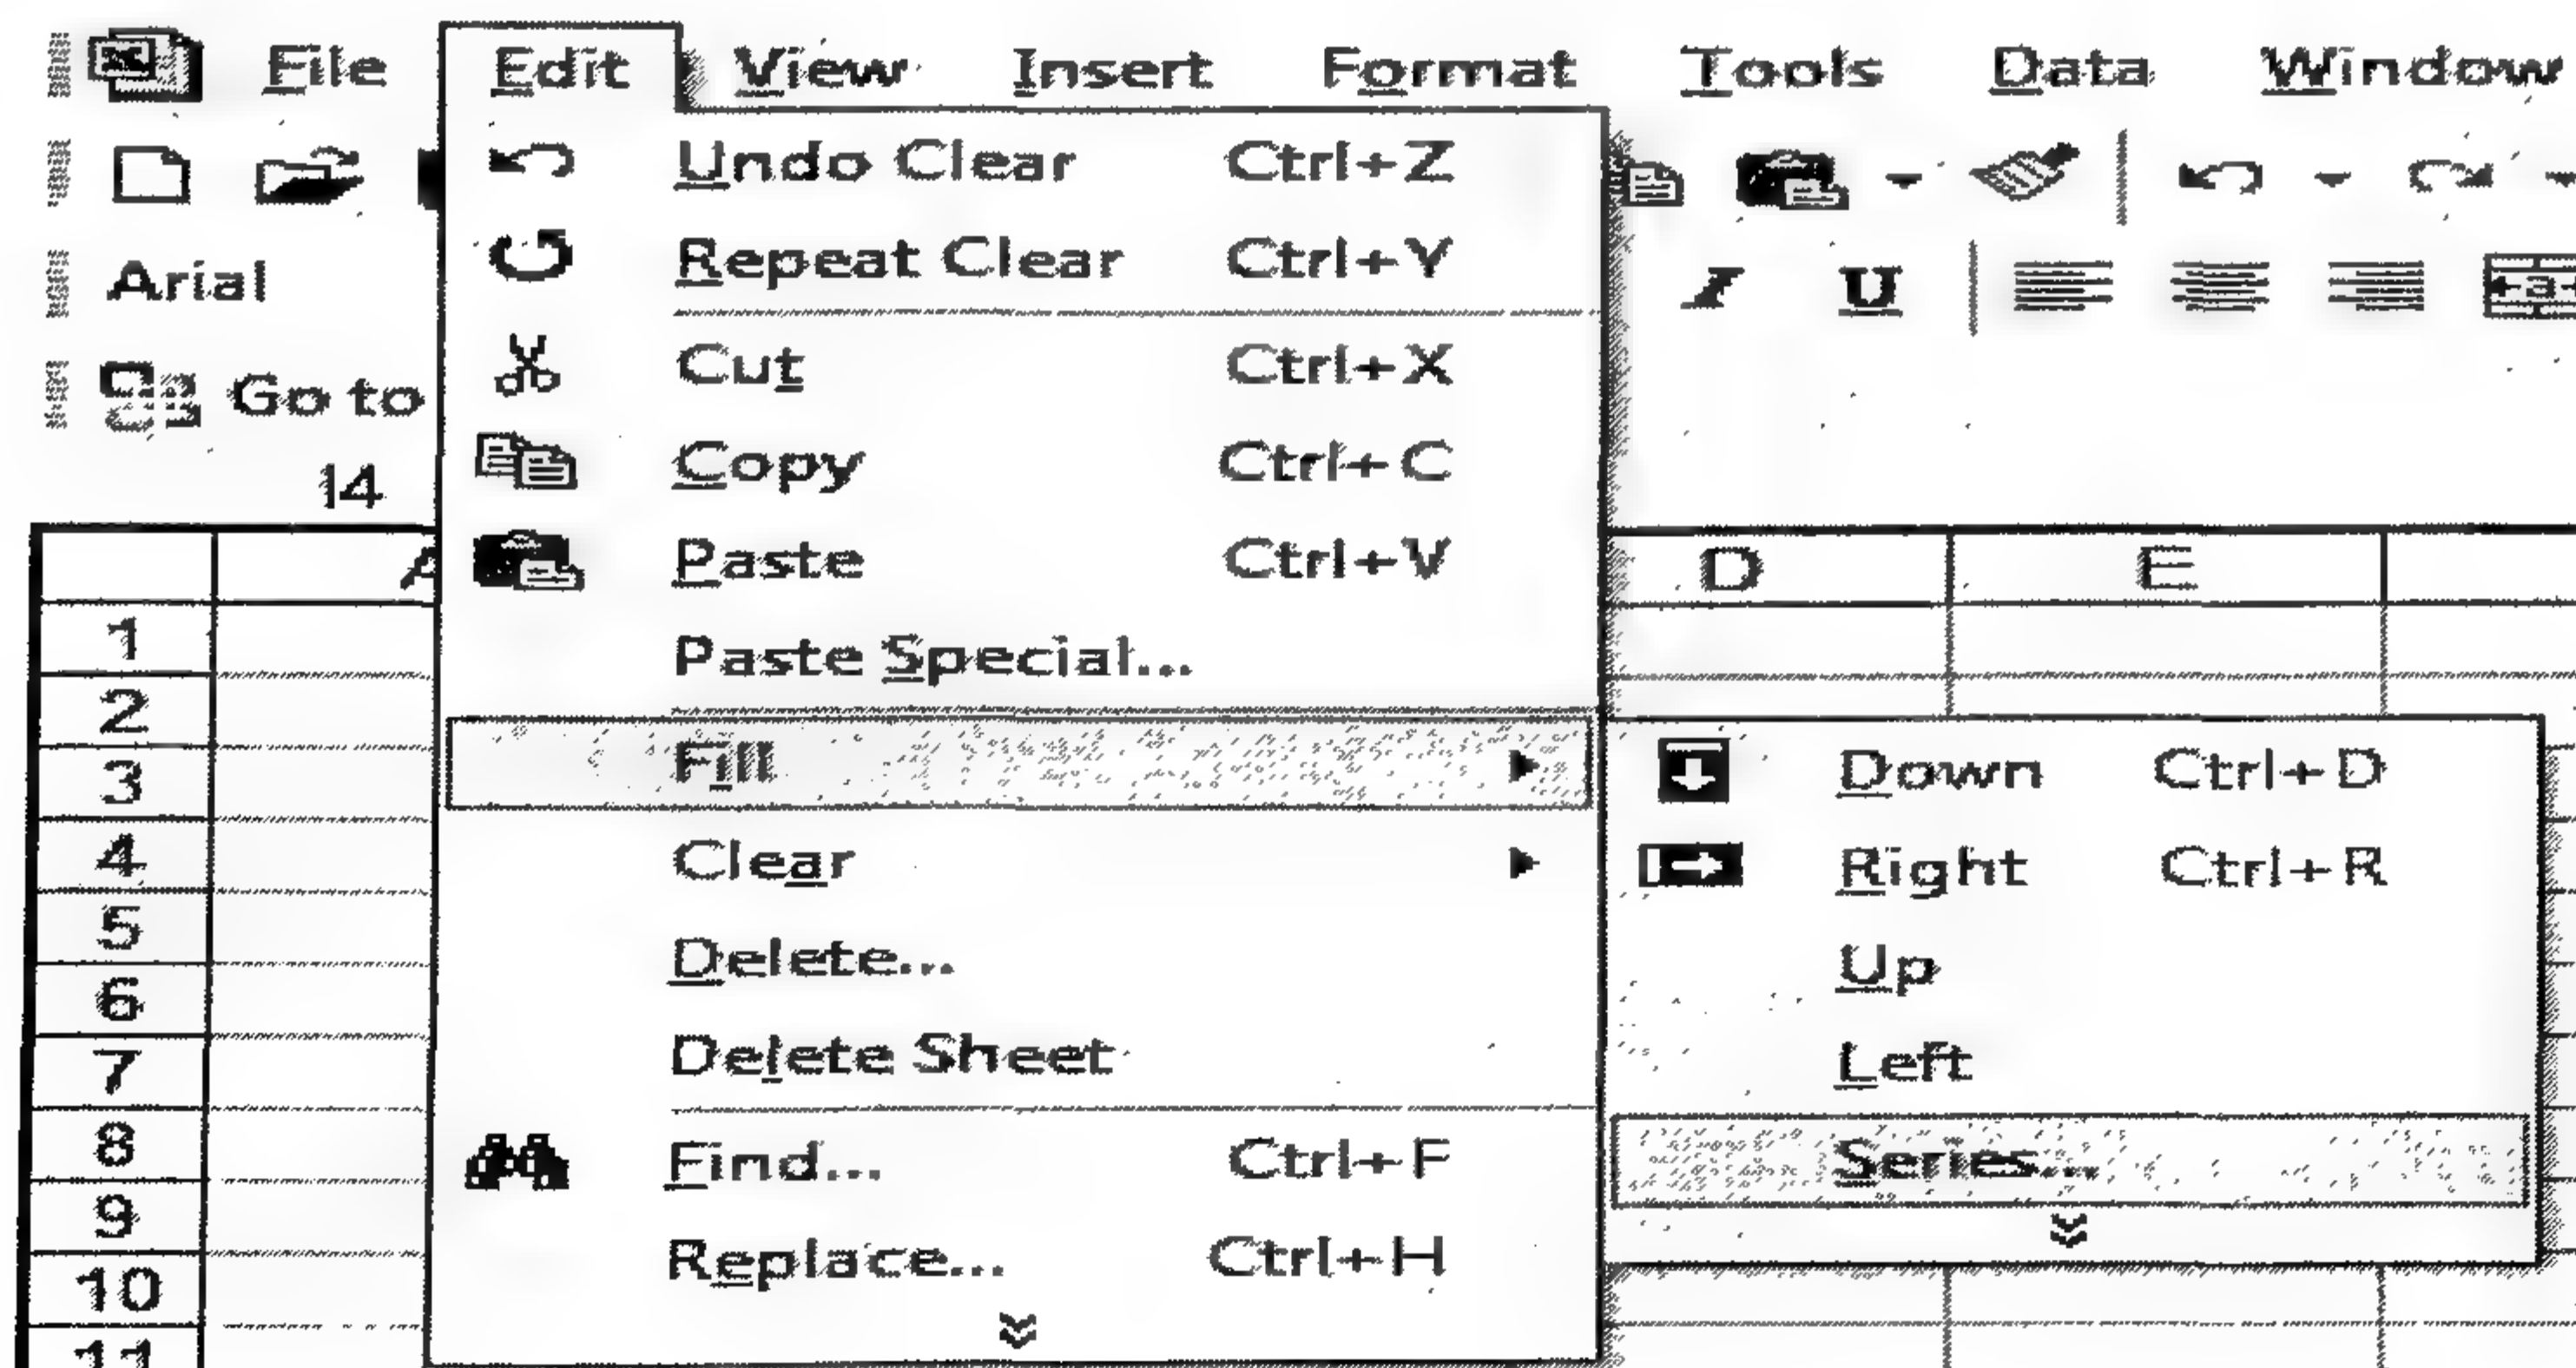 File Edit View Insert Format Tools Data Window
Undo Clear Ctrl+Z
Repeat Clear Ctrl+Y
Arial
U
Cut Ctrl+X
Go to
Copy Ctrl+C
I4
Paste Ctrl+V
A D E
Paste Special...
Fill
Clear
Delete...
Delete Sheet
Find... Ctrl+F
Replace... Ctrl+H
Down Ctrl+D
Right Ctrl+R
Up
Left
Series...
1
2
3
4
5
6
7
8
9
10
11